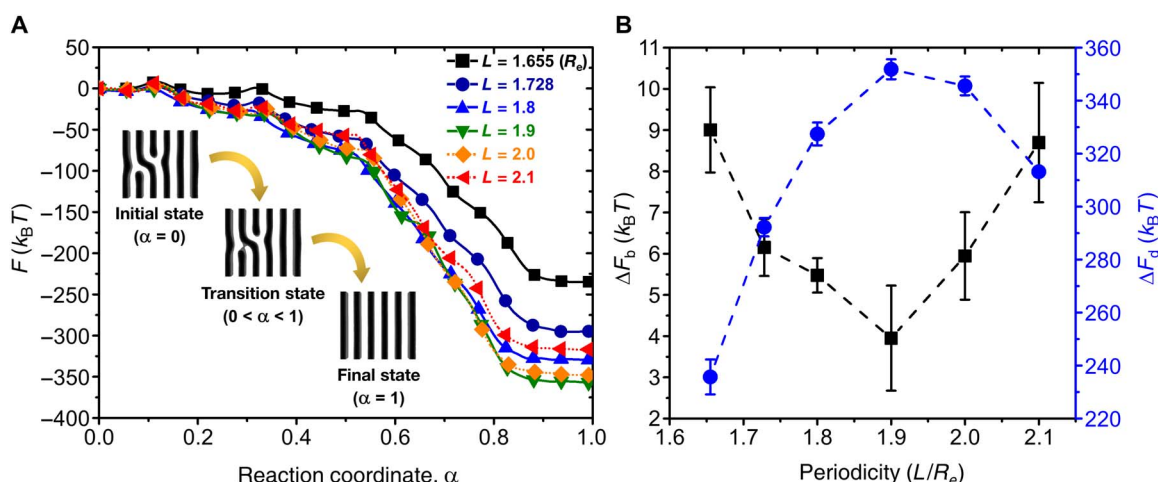 A
F (kBT)
50
0
−50
−100
−150
−200
−250
−300
−350
−400
L = 1.655 (Re)
L = 1.728
L = 1.8
L = 1.9
L = 2.0
L = 2.1
Initial state
(α = 0)
Transition state
(0 < α < 1)
Final state
(α = 1)
0.0 0.2 0.4 0.6 0.8 1.0
Reaction coordinate, α
B
ΔFb (kBT)
11
10
9
8
7
6
5
4
3
2
360
340
320
300
280
260
240
220
ΔFd (kBT)
1.6 1.7 1.8 1.9 2.0 2.1
Periodicity (L/Re)